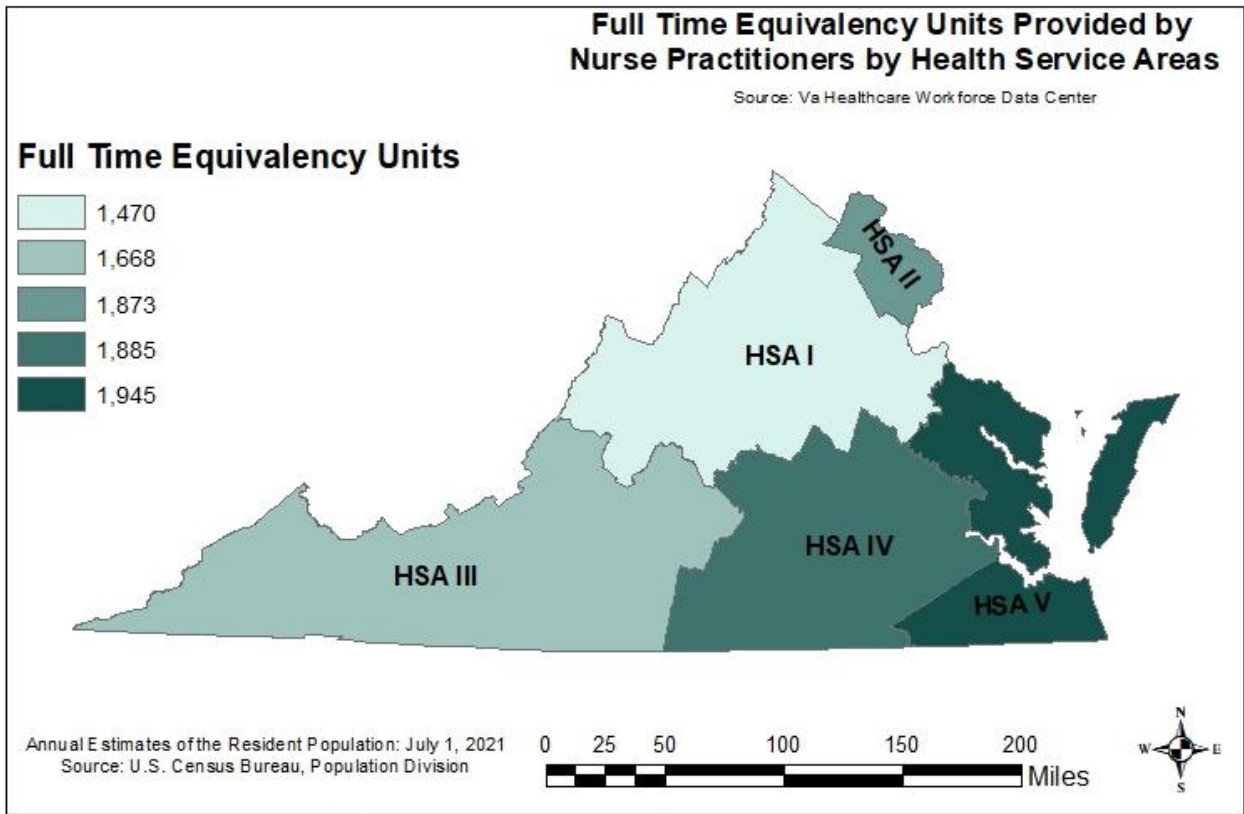 Full Time Equivalency Units Provided by
Nurse Practitioners by Health Service Areas
Source: Va Healthcare Workforce Data Center
Full Time Equivalency Units
1,470
1,668
1,873
1,885
1,945
HSA II
HSA I
HSA IV
HSA III
HSA V
Annual Estimates of the Resident Population: July 1, 2021
Source: U.S. Census Bureau, Population Division
0 25 50 100 150 200
Miles
N
W E
S